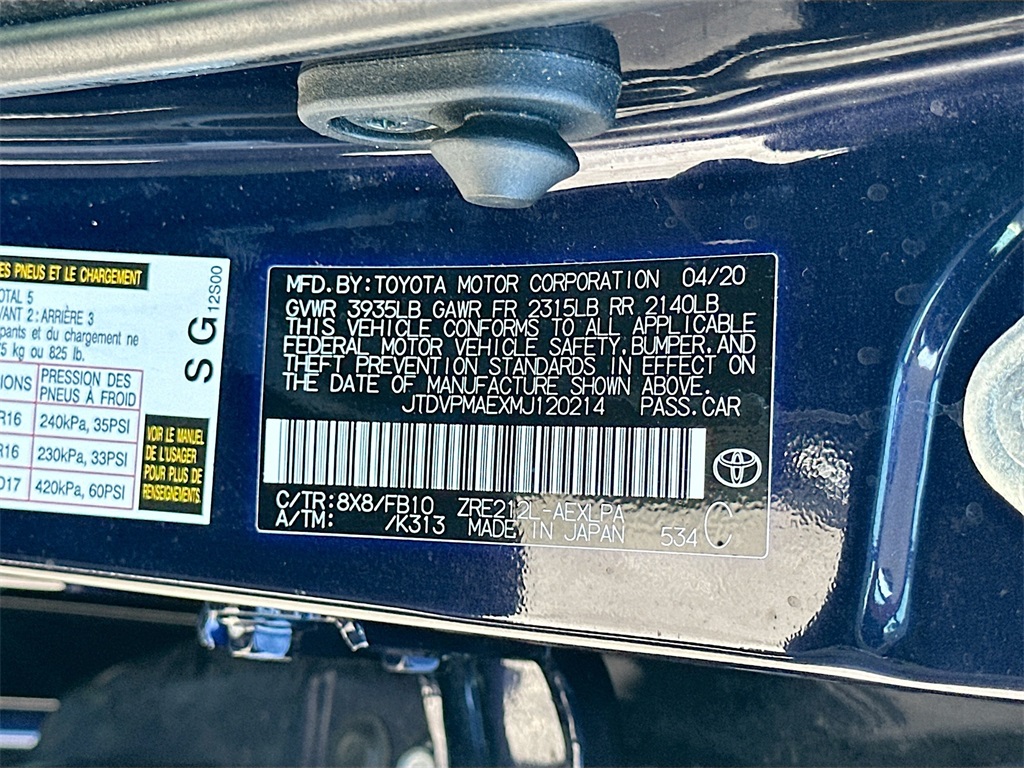 ES PNEUS ET LE CHARGEMENT
OTAL 5
VANT 2 : ARRIÈRE 3
pants et du chargement ne
75 kg ou 825 lb.
IONS PRESSION DES
PNEUS À FROID
R16 240kPa, 35PSI
R16 230kPa, 33PSI
D17 420kPa, 60PSI
VOIR LE MANUEL
DE L'USAGER
POUR PLUS DE
RENSEIGNEMENTS.
SG 12S00
MFD. BY: TOYOTA MOTOR CORPORATION 04/20
GVWR 3935LB GAWR FR 2315LB RR 2140LB
THIS VEHICLE CONFORMS TO ALL APPLICABLE
FEDERAL MOTOR VEHICLE SAFETY, BUMPER, AND
THEFT PREVENTION STANDARDS IN EFFECT ON
THE DATE OF MANUFACTURE SHOWN ABOVE.
JTDVPMAEXMJ120214 PASS. CAR
C/TR: 8X8/FB10 ZRE212L-AEXLPA
A/TM: /K313 MADE IN JAPAN 534 C